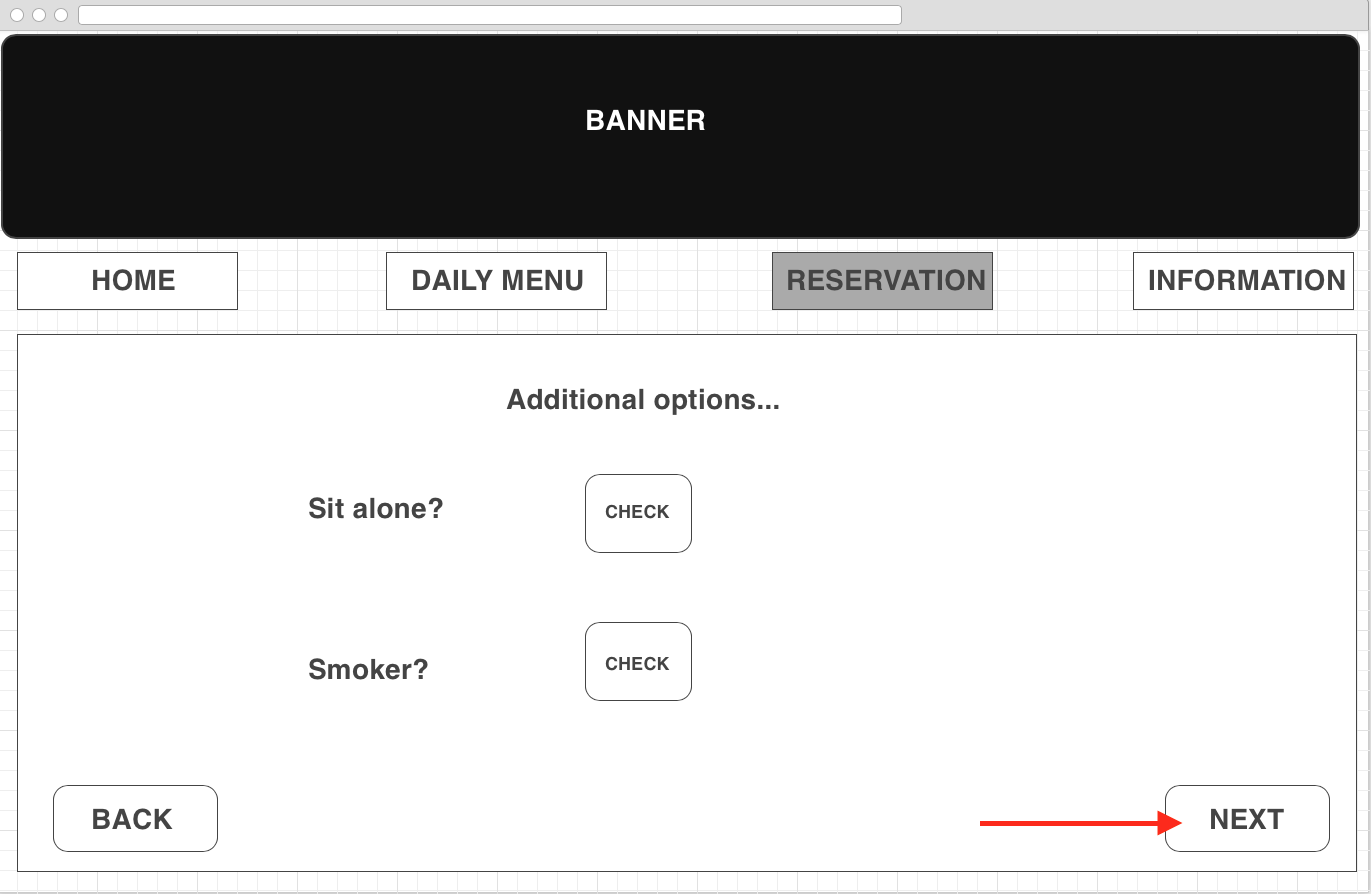 BANNER
HOME DAILY MENU RESERVATION INFORMATION
Additional options...
Sit alone? CHECK
Smoker? CHECK
BACK NEXT